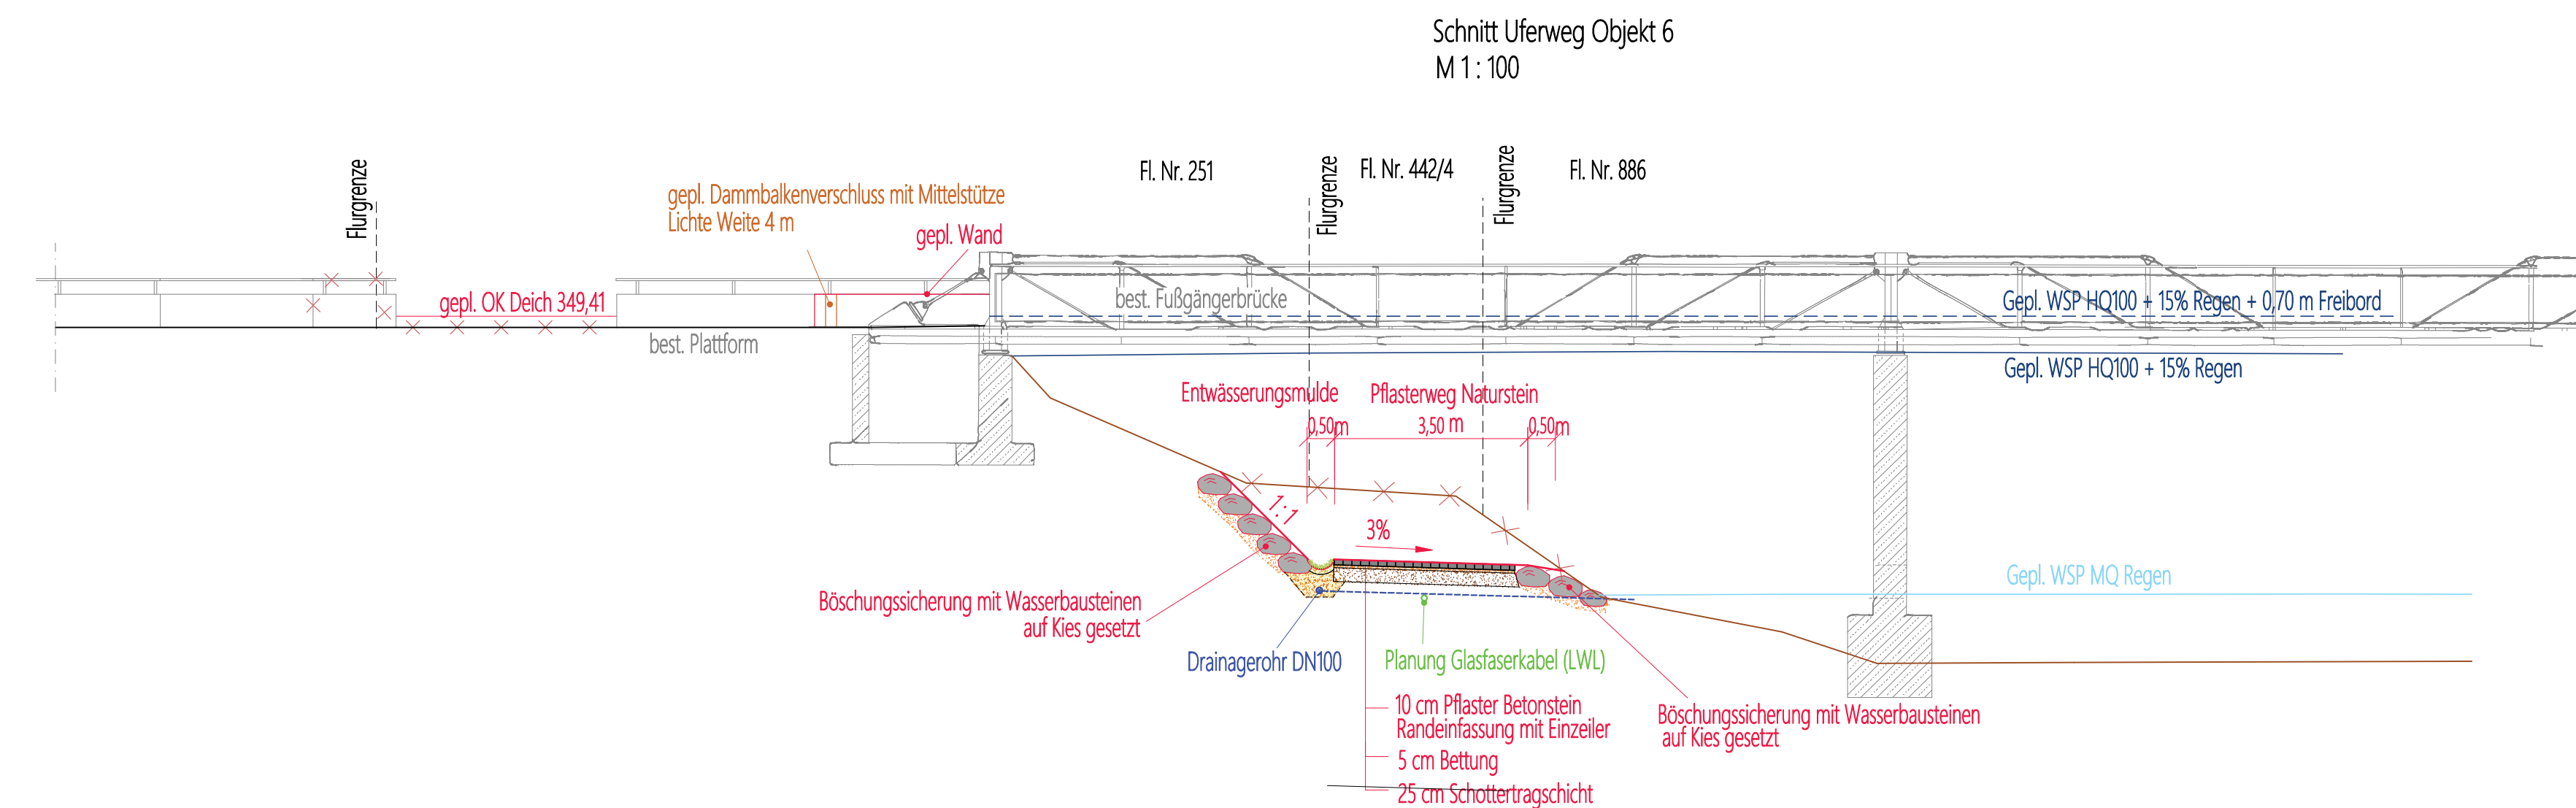 Schnitt Uferweg Objekt 6
M 1 : 100
Flurgrenze
gepl. Dammbalkenverschluss mit Mittelstütze
Lichte Weite 4 m
gepl. Wand
Fl. Nr. 251
Flurgrenze
Fl. Nr. 442/4
Flurgrenze
Fl. Nr. 886
gepl. OK Deich 349,41
best. Plattform
best. Fußgängerbrücke
Gepl. WSP HQ100 + 15% Regen + 0,70 m Freibord
Gepl. WSP HQ100 + 15% Regen
Entwässerungsmulde
Pflasterweg Naturstein
0,50m
3,50 m
0,50m
1:1
3%
Gepl. WSP MQ Regen
Böschungssicherung mit Wasserbausteinen
auf Kies gesetzt
Drainagerohr DN100
Planung Glasfaserkabel (LWL)
10 cm Pflaster Betonstein
Randeinfassung mit Einzeiler
5 cm Bettung
25 cm Schottertragschicht
Böschungssicherung mit Wasserbausteinen
auf Kies gesetzt